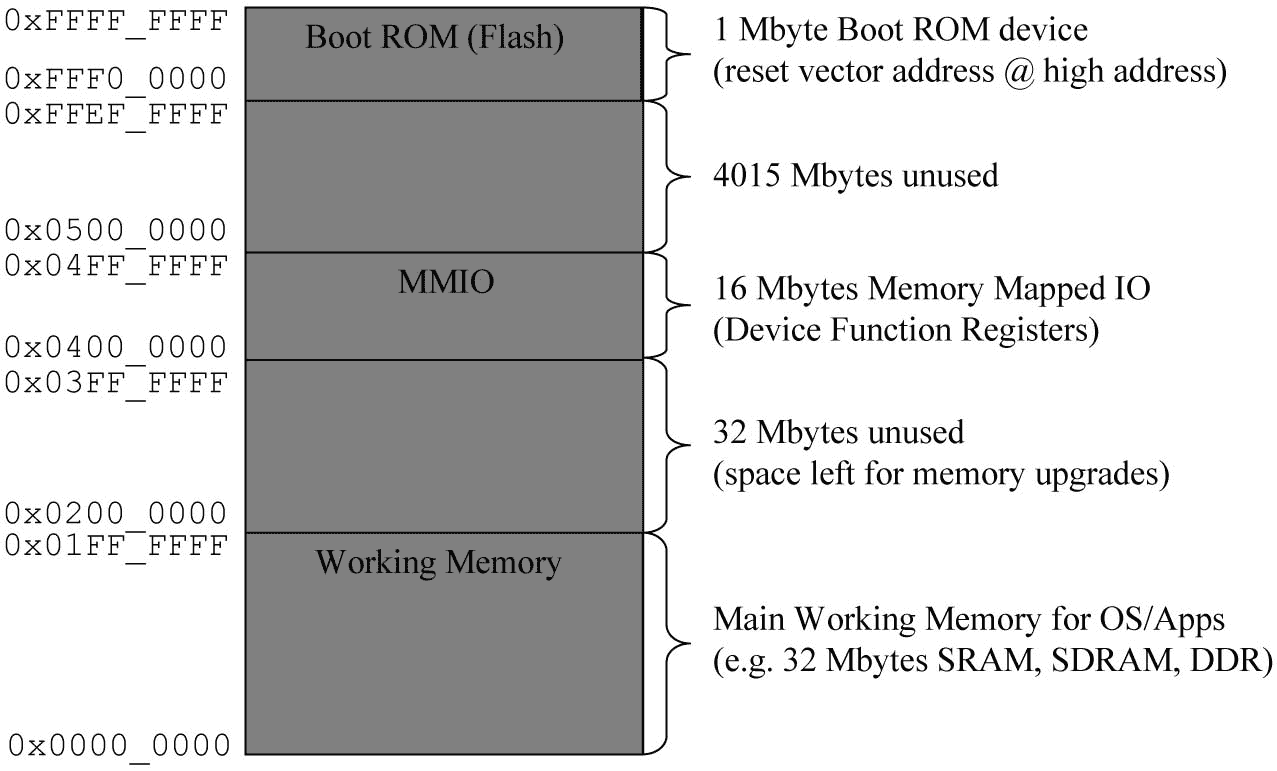 0xFFFF_FFFF
Boot ROM (Flash)
1 Mbyte Boot ROM device
(reset vector address @ high address)
0xFFF0_0000
0xFFEF_FFFF
4015 Mbytes unused
0x0500_0000
0x04FF_FFFF
MMIO
16 Mbytes Memory Mapped IO
(Device Function Registers)
0x0400_0000
0x03FF_FFFF
32 Mbytes unused
(space left for memory upgrades)
0x0200_0000
0x01FF_FFFF
Working Memory
Main Working Memory for OS/Apps
(e.g. 32 Mbytes SRAM, SDRAM, DDR)
0x0000_0000